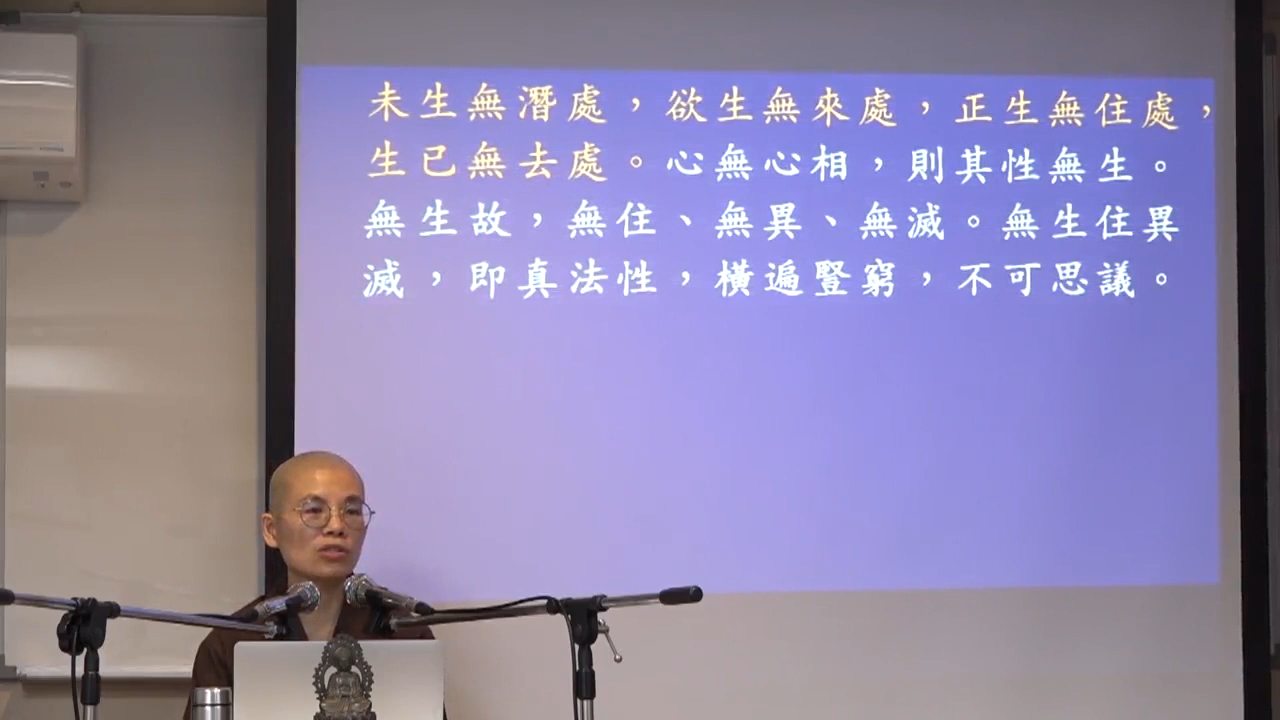 未生無潛處，欲生無來處，正生無住處，
生已無去處。心無心相，則其性無生。
無生故，無住、無異、無滅。無生住異
滅，即真法性，橫遍豎窮，不可思議。